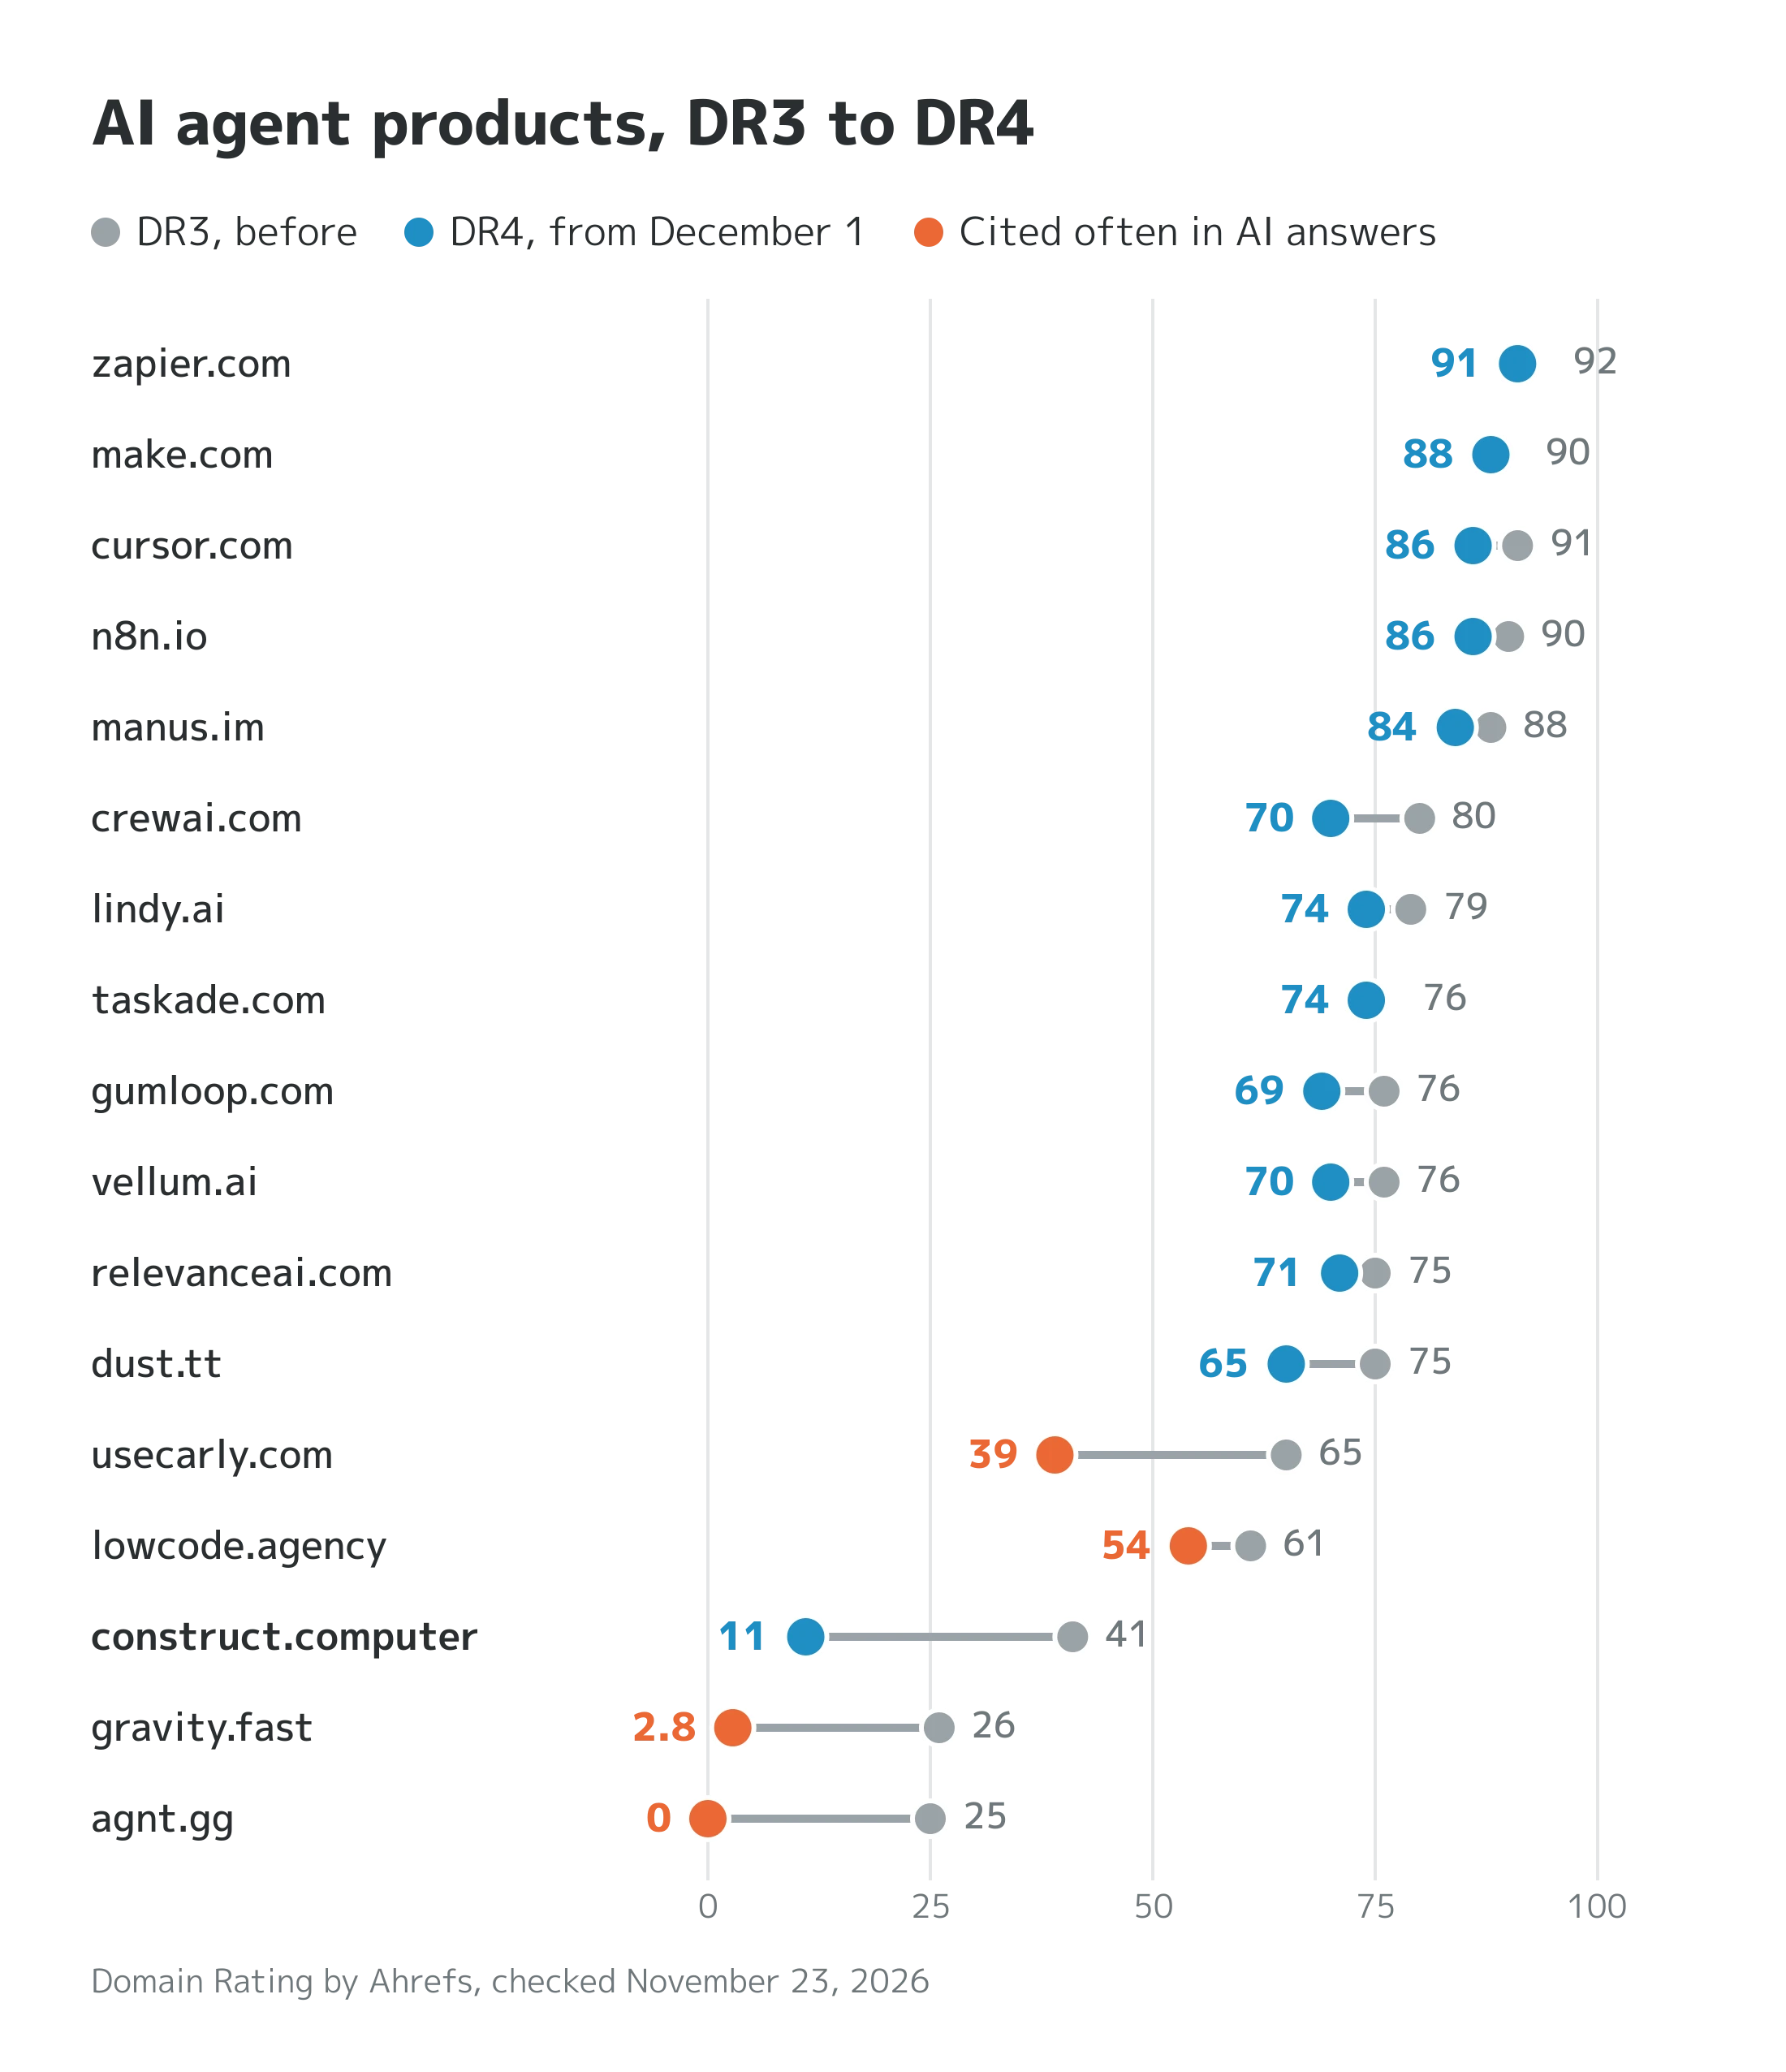 AI agent products, DR3 to DR4
DR3, before DR4, from December 1 Cited often in AI answers
zapier.com 91 92
make.com 88 90
cursor.com 86 91
n8n.io 86 90
manus.im 84 88
crewai.com 70 80
lindy.ai 74 79
taskade.com 74 76
gumloop.com 69 76
vellum.ai 70 76
relevanceai.com 71 75
dust.tt 65 75
usecarly.com 39 65
lowcode.agency 54 61
construct.computer 11 41
gravity.fast 2.8 26
agnt.gg 0 25
0 25 50 75 100
Domain Rating by Ahrefs, checked November 23, 2026